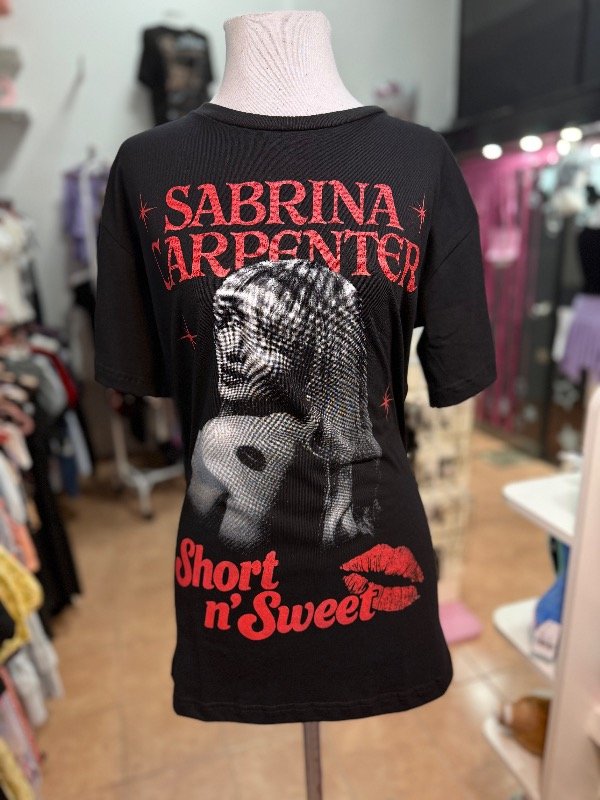 SABRINA
CARPENTER
Short
n' Sweet